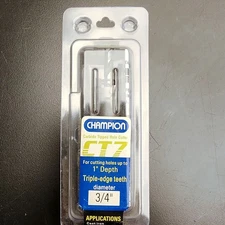 CHAMPION
Carbide Tipped Hole Cutter
CT7
For cutting holes up to
1" Depth
Triple-edge teeth
diameter
3/4"
APPLICATIONS